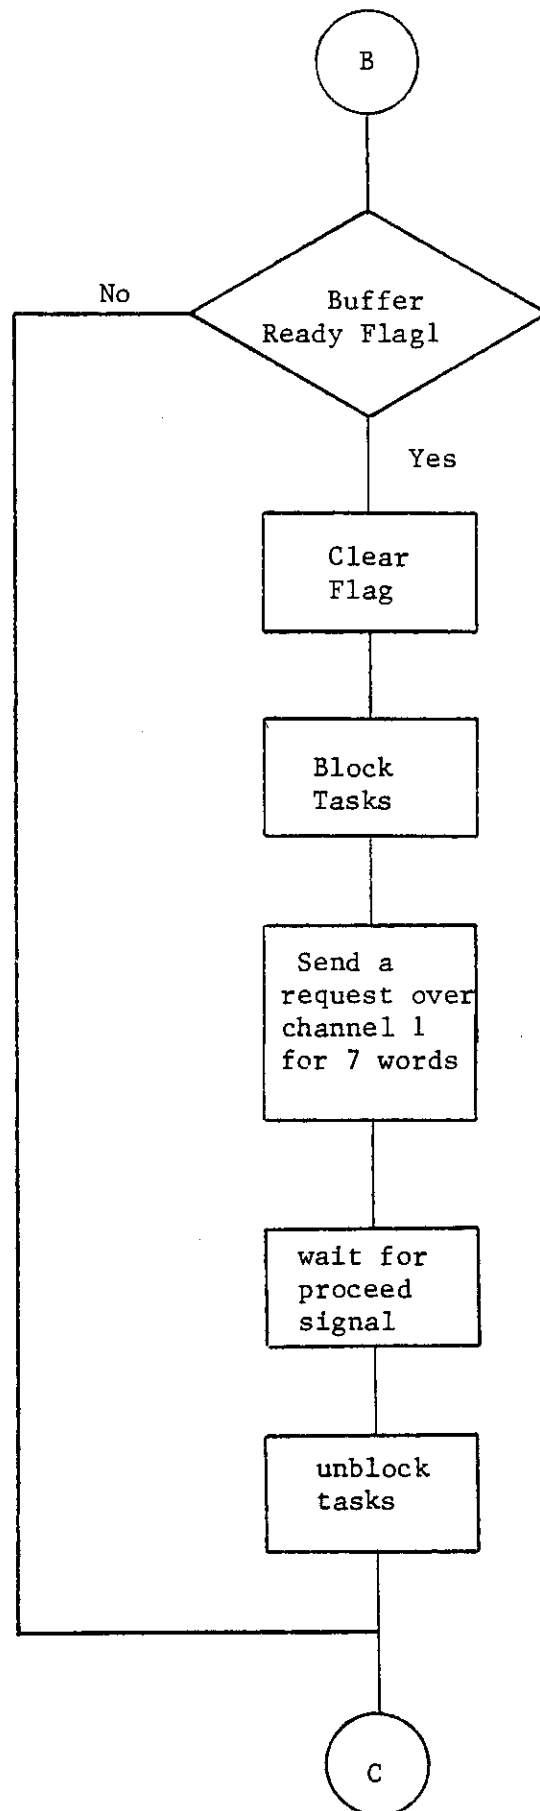 B
No
Buffer
Ready Flag1
Yes
Clear
Flag
Block
Tasks
Send a
request over
channel 1
for 7 words
wait for
proceed
signal
unblock
tasks
C